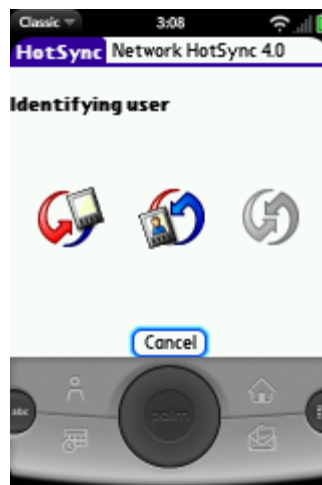 Classic 3:08
HotSync Network HotSync 4.0
Identifying user
Cancel
abc
palm